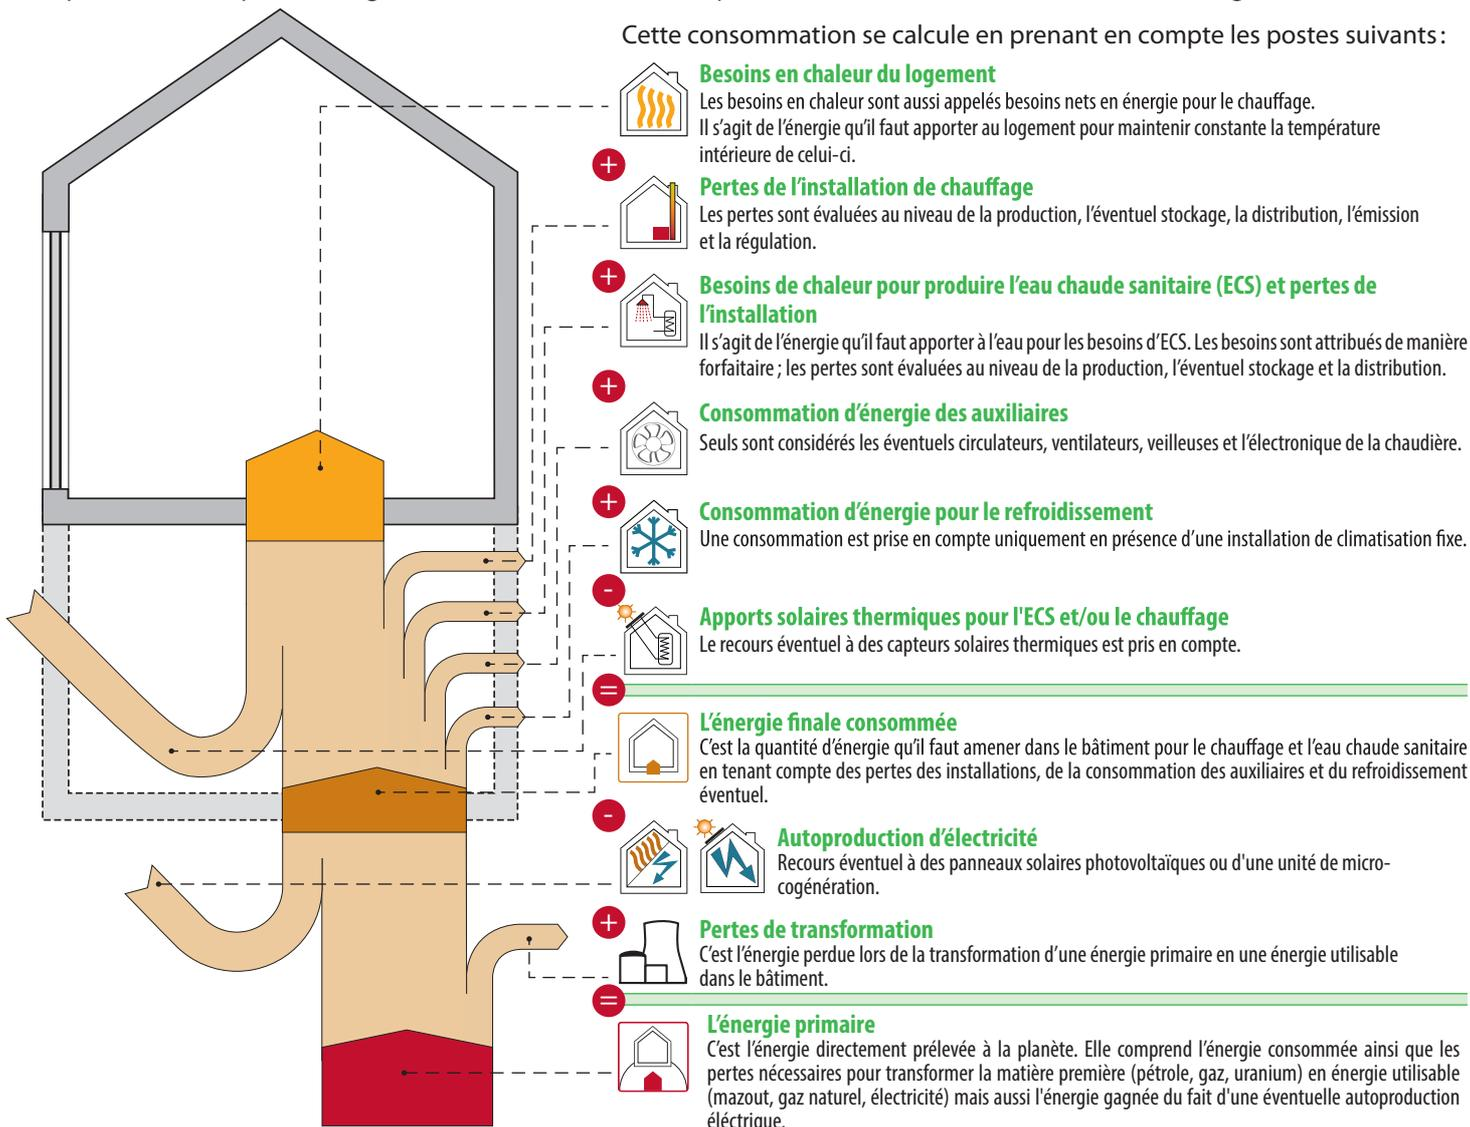 Cette consommation se calcule en prenant en compte les postes suivants :
Besoins en chaleur du logement
Les besoins en chaleur sont aussi appelés besoins nets en énergie pour le chauffage.
Il s’agit de l’énergie qu’il faut apporter au logement pour maintenir constante la température
intérieure de celui-ci.
+
Pertes de l’installation de chauffage
Les pertes sont évaluées au niveau de la production, l’éventuel stockage, la distribution, l’émission
et la régulation.
+
Besoins de chaleur pour produire l’eau chaude sanitaire (ECS) et pertes de
l’installation
Il s’agit de l’énergie qu’il faut apporter à l’eau pour les besoins d’ECS. Les besoins sont attribués de manière
forfaitaire ; les pertes sont évaluées au niveau de la production, l’éventuel stockage et la distribution.
+
Consommation d’énergie des auxiliaires
Seuls sont considérés les éventuels circulateurs, ventilateurs, veilleuses et l’électronique de la chaudière.
+
Consommation d’énergie pour le refroidissement
Une consommation est prise en compte uniquement en présence d’une installation de climatisation fixe.
-
Apports solaires thermiques pour l'ECS et/ou le chauffage
Le recours éventuel à des capteurs solaires thermiques est pris en compte.
=
L’énergie finale consommée
C’est la quantité d’énergie qu’il faut amener dans le bâtiment pour le chauffage et l’eau chaude sanitaire
en tenant compte des pertes des installations, de la consommation des auxiliaires et du refroidissement
éventuel.
-
Autoproduction d’électricité
Recours éventuel à des panneaux solaires photovoltaïques ou d'une unité de micro-
cogénération.
+
Pertes de transformation
C’est l’énergie perdue lors de la transformation d’une énergie primaire en une énergie utilisable
dans le bâtiment.
=
L’énergie primaire
C’est l’énergie directement prélevée à la planète. Elle comprend l’énergie consommée ainsi que les
pertes nécessaires pour transformer la matière première (pétrole, gaz, uranium) en énergie utilisable
(mazout, gaz naturel, électricité) mais aussi l'énergie gagnée du fait d'une éventuelle autoproduction
éléctrique.